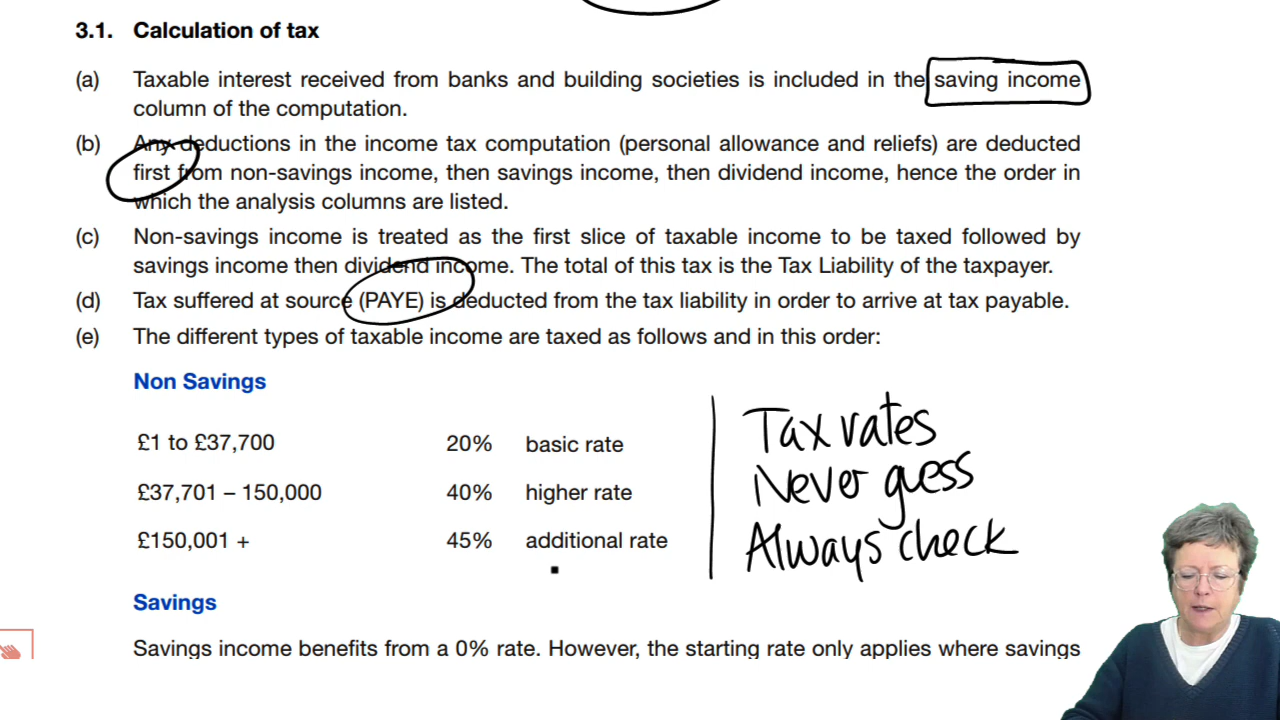 3.1. Calculation of tax
(a) Taxable interest received from banks and building societies is included in the saving income
column of the computation.
(b) Any deductions in the income tax computation (personal allowance and reliefs) are deducted
first from non-savings income, then savings income, then dividend income, hence the order in
which the analysis columns are listed.
(c) Non-savings income is treated as the first slice of taxable income to be taxed followed by
savings income then dividend income. The total of this tax is the Tax Liability of the taxpayer.
(d) Tax suffered at source (PAYE) is deducted from the tax liability in order to arrive at tax payable.
(e) The different types of taxable income are taxed as follows and in this order:
Non Savings
£1 to £37,700 20% basic rate
£37,701 – 150,000 40% higher rate
£150,001 + 45% additional rate
Tax rates
Never guess
Always check
Savings
Savings income benefits from a 0% rate. However, the starting rate only applies where savings